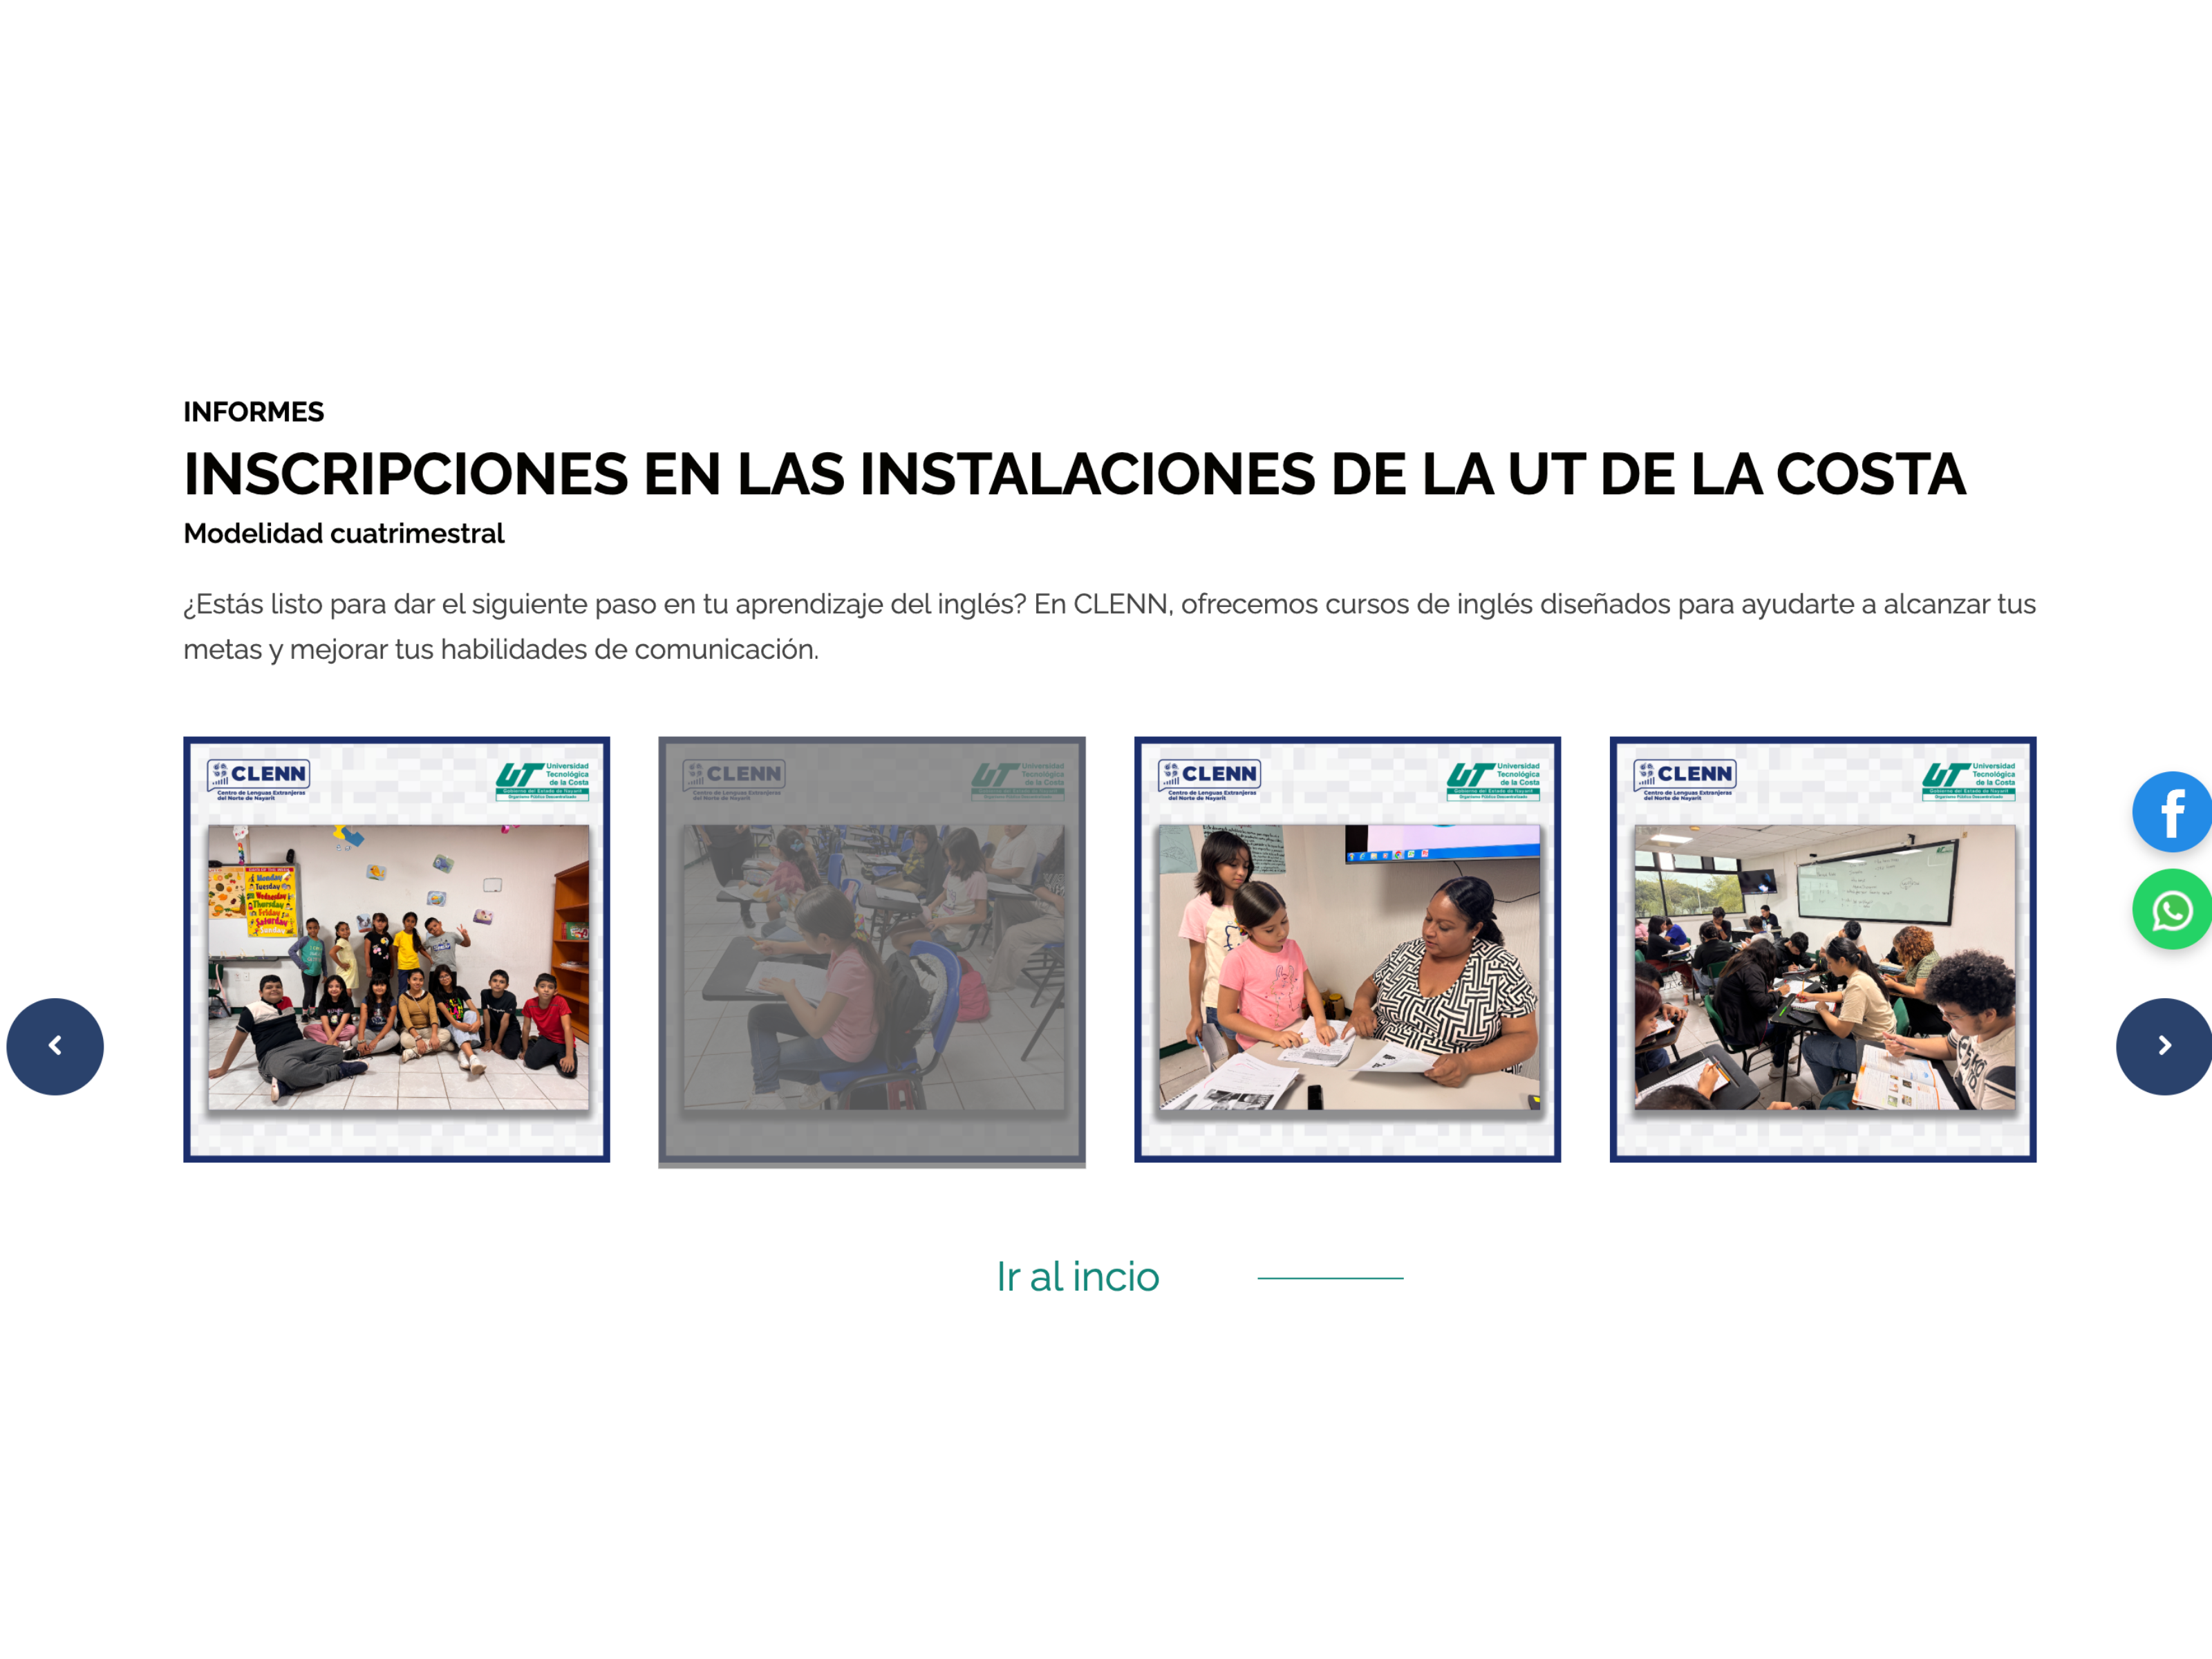 INFORMES
INSCRIPCIONES EN LAS INSTALACIONES DE LA UT DE LA COSTA
Modelidad cuatrimestral
¿Estás listo para dar el siguiente paso en tu aprendizaje del inglés? En CLENN, ofrecemos cursos de inglés diseñados para ayudarte a alcanzar tus
metas y mejorar tus habilidades de comunicación.
CLENN
Centro de Lenguas Extranjeras
del Norte de Nayarit
UT
Universidad
Tecnológica
de la Costa
Gobierno del Estado de Nayarit
Organismo Público Descentralizado
Monday
Tuesday
Wednesday
Thursday
Friday
Saturday
Sunday
CLENN
Centro de Lenguas Extranjeras
del Norte de Nayarit
UT
Universidad
Tecnológica
de la Costa
Gobierno del Estado de Nayarit
Organismo Público Descentralizado
CLENN
Centro de Lenguas Extranjeras
del Norte de Nayarit
UT
Universidad
Tecnológica
de la Costa
Gobierno del Estado de Nayarit
Organismo Público Descentralizado
CLENN
Centro de Lenguas Extranjeras
del Norte de Nayarit
UT
Universidad
Tecnológica
de la Costa
Gobierno del Estado de Nayarit
Organismo Público Descentralizado
Ir al incio